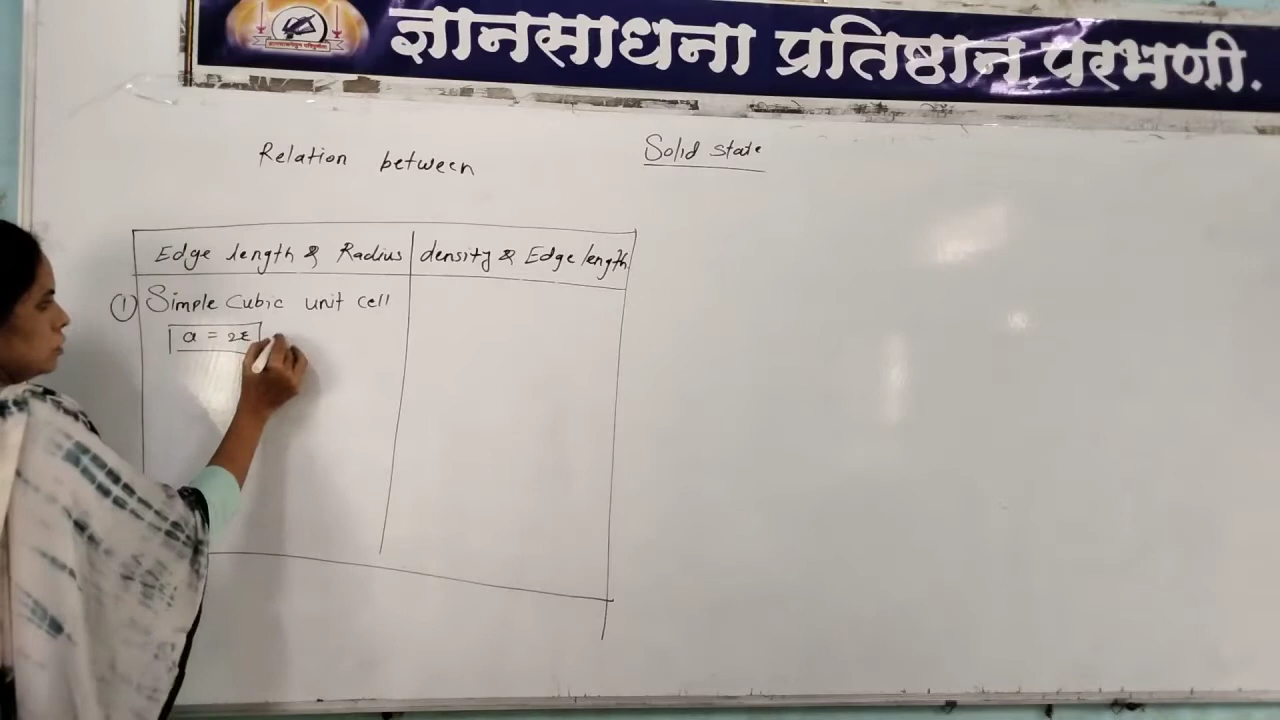 ज्ञानसाधना प्रतिष्ठान, परभणी.
Relation between
Solid state
Edge length & Radius
density & Edge length
① Simple Cubic unit cell
a = 2r